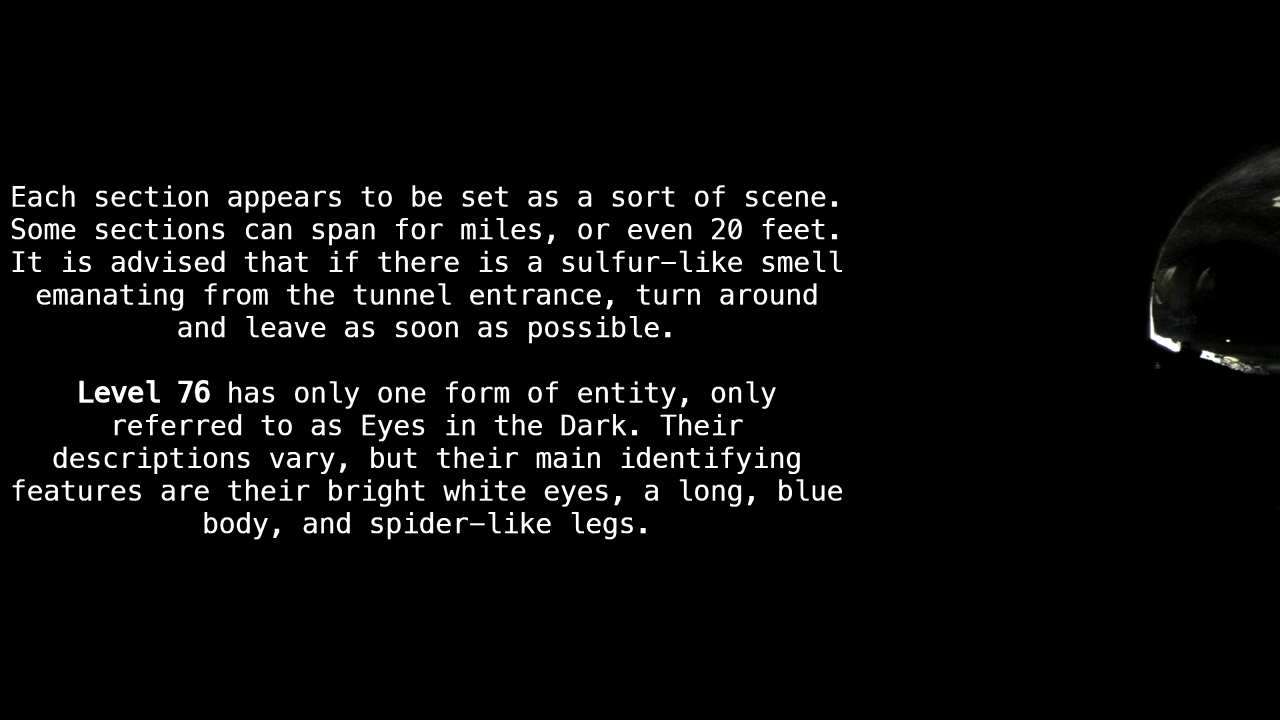 Each section appears to be set as a sort of scene.
Some sections can span for miles, or even 20 feet.
It is advised that if there is a sulfur-like smell
emanating from the tunnel entrance, turn around
and leave as soon as possible.
Level 76 has only one form of entity, only
referred to as Eyes in the Dark. Their
descriptions vary, but their main identifying
features are their bright white eyes, a long, blue
body, and spider-like legs.